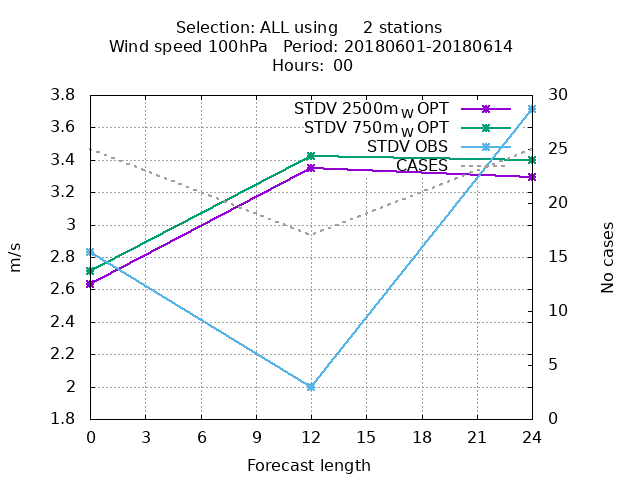 Selection: ALL using 2 stations
Wind speed 100hPa Period: 20180601-20180614
Hours: 00
3.8 30
STDV 2500m_W OPT
3.6 STDV 750m_W OPT
STDV OBS 25
3.4 CASES
3.2 20
3
2.8 15
2.6
2.4 10
2.2 5
2
1.8 0
m/s
No cases
0 3 6 9 12 15 18 21 24
Forecast length